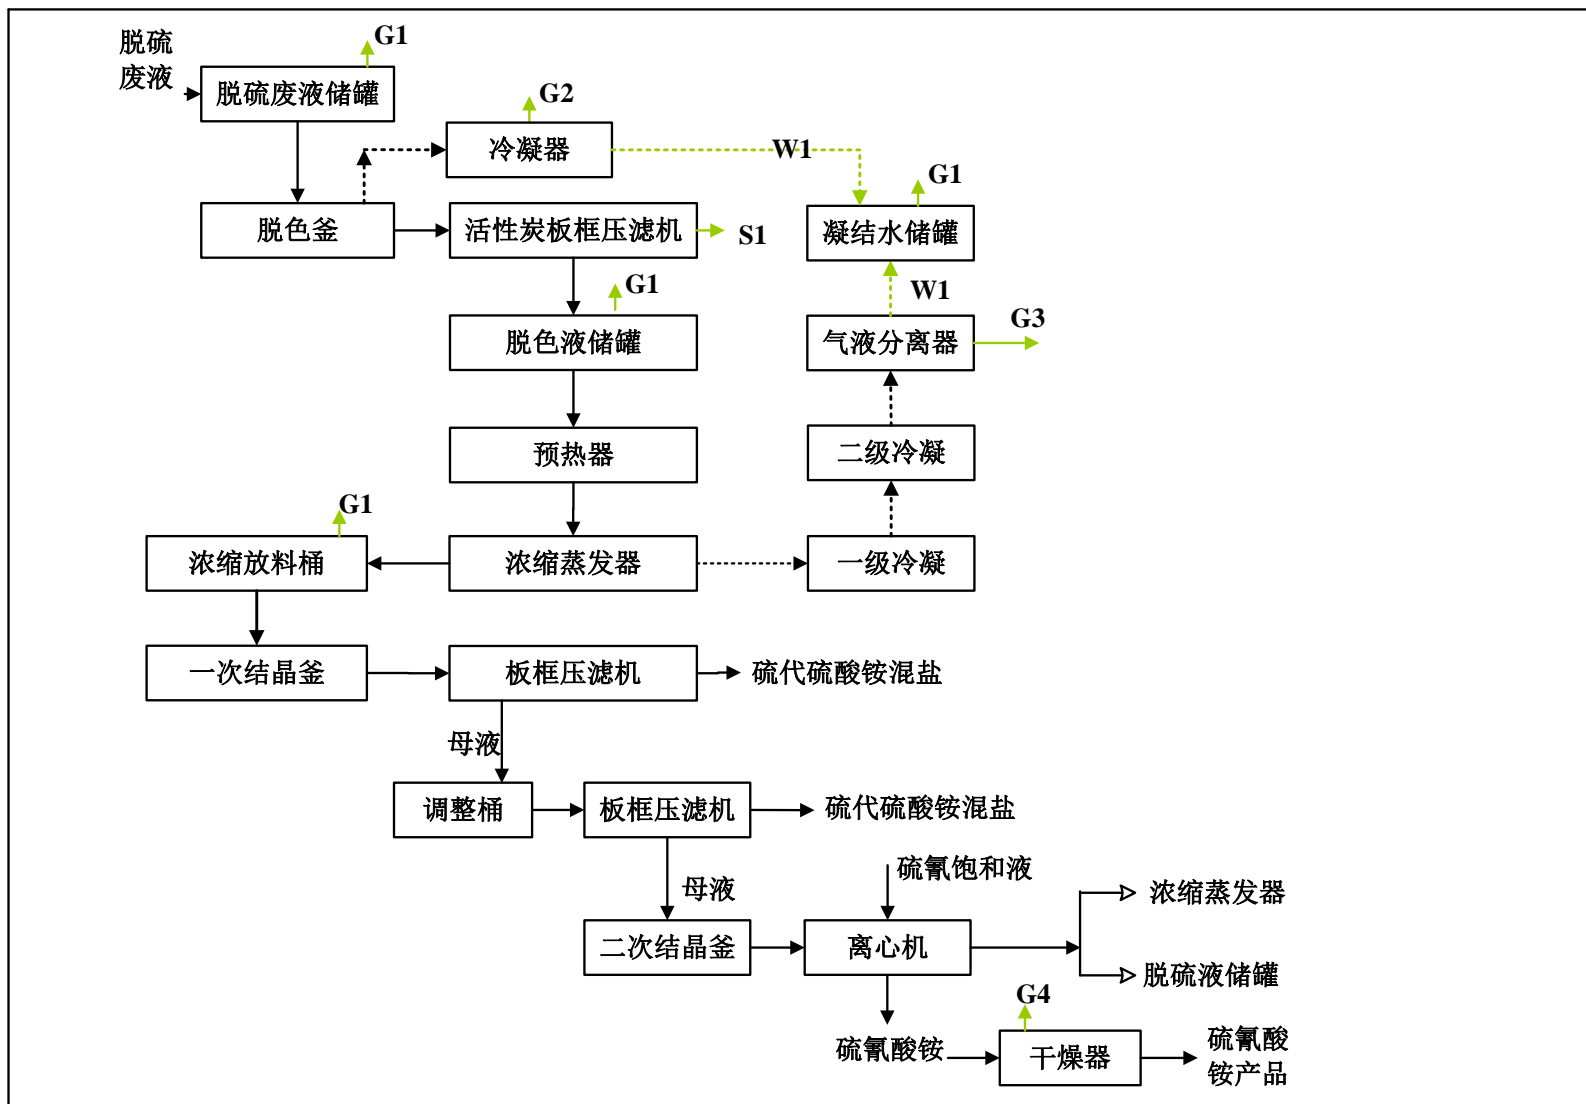 脱硫
废液
G1
脱硫废液储罐
G2
冷凝器
W1
G1
脱色釜
活性炭板框压滤机
S1
凝结水储罐
G1
W1
脱色液储罐
气液分离器
G3
预热器
二级冷凝
G1
浓缩放料桶
浓缩蒸发器
一级冷凝
一次结晶釜
板框压滤机
硫代硫酸铵混盐
母液
调整桶
板框压滤机
硫代硫酸铵混盐
母液
硫氰饱和液
浓缩蒸发器
二次结晶釜
离心机
脱硫液储罐
G4
硫氰酸铵
干燥器
硫氰酸
铵产品